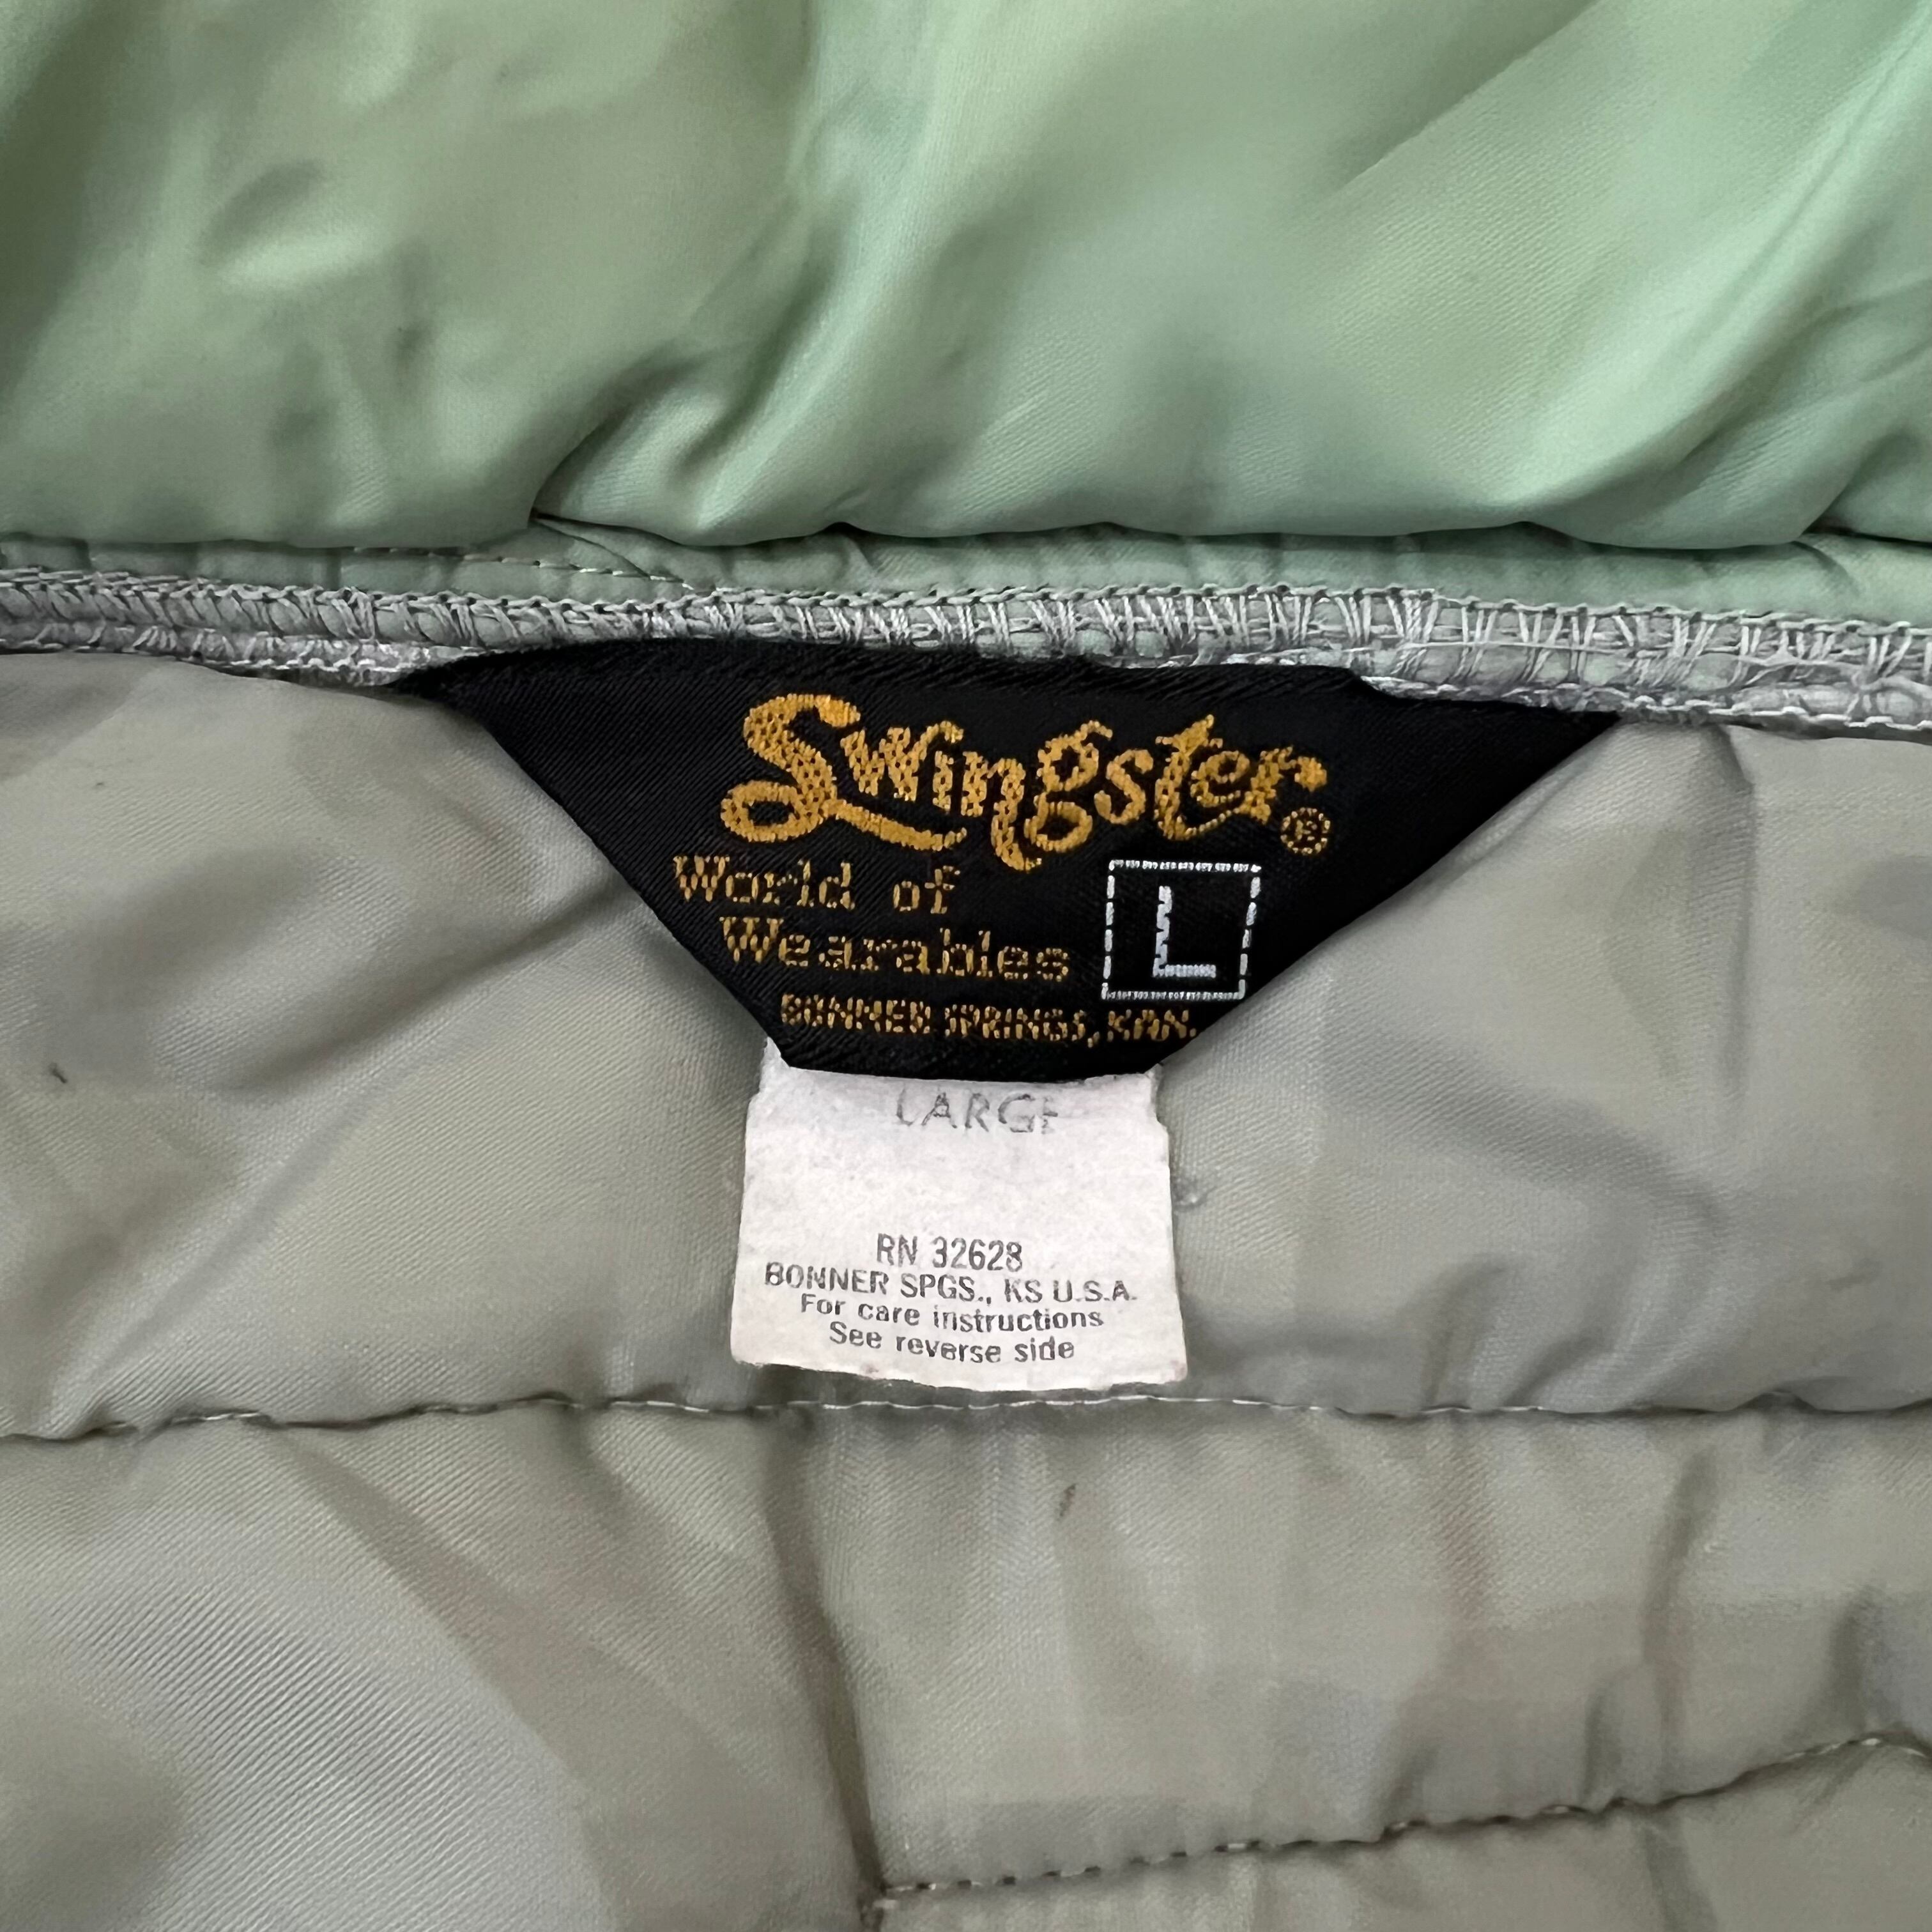 Swingster®
World of
Wearables
L
BONNER SPRINGS, KAN.
LARGE
RN 32628
BONNER SPGS., KS U.S.A.
For care instructions
See reverse side